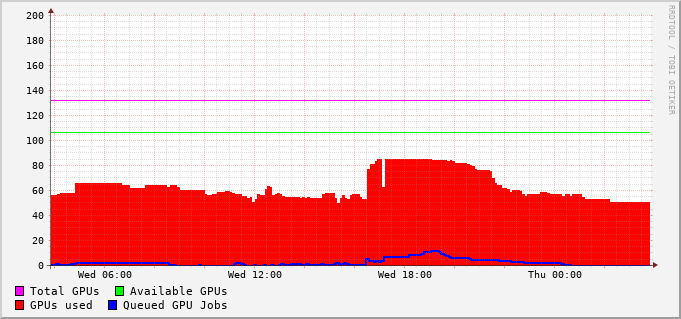 200
180
160
140
120
100
80
60
40
20
0
Wed 06:00 Wed 12:00 Wed 18:00 Thu 00:00
Total GPUs Available GPUs
GPUs used Queued GPU Jobs
RRDTOOL / TOBI OETIKER